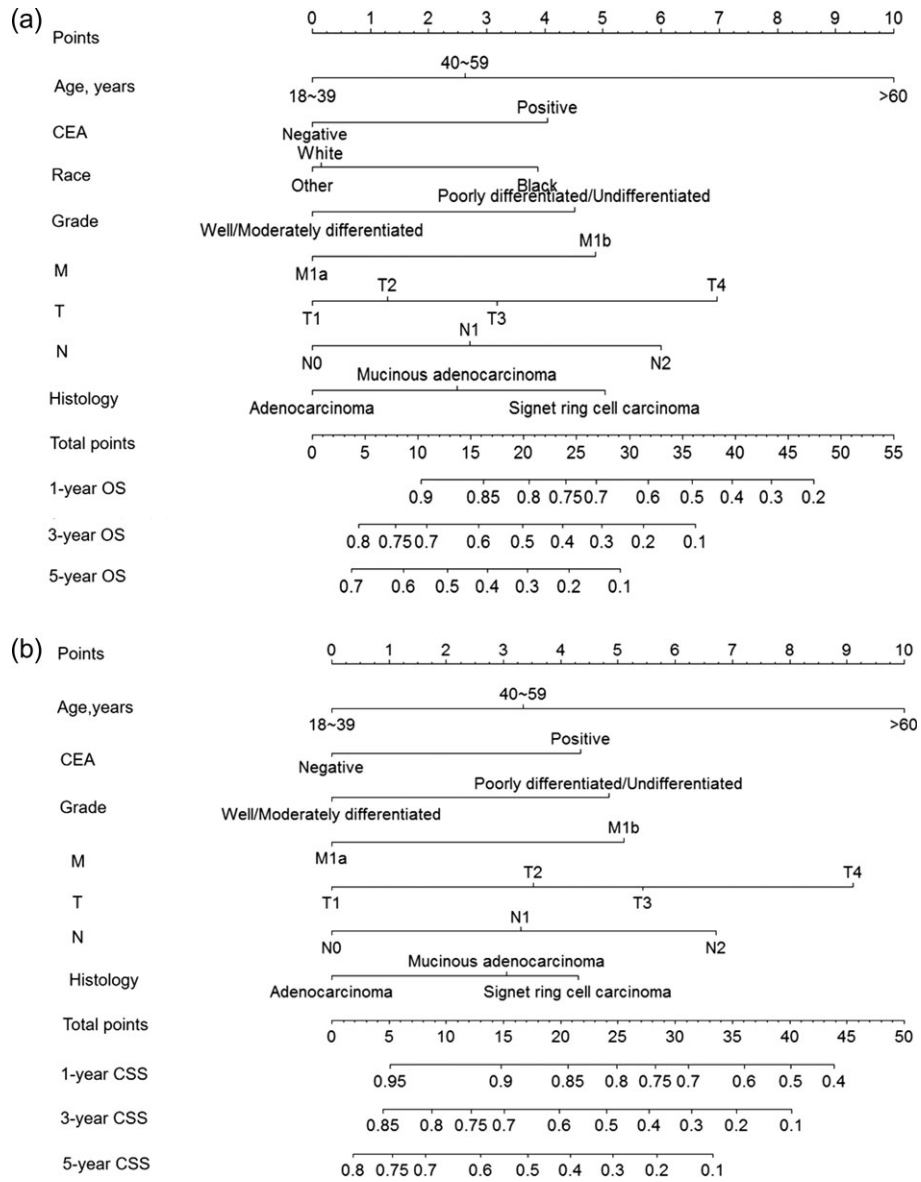 (a)
Points 0 1 2 3 4 5 6 7 8 9 10
40~59
Age, years
18~39 >60
Positive
CEA
Negative
White
Race
Other Black
Poorly differentiated/Undifferentiated
Grade
Well/Moderately differentiated
M1b
M
M1a
T2 T4
T
T1 T3
N1
N
N0 N2
Mucinous adenocarcinoma
Histology
Adenocarcinoma Signet ring cell carcinoma
Total points
0 5 10 15 20 25 30 35 40 45 50 55
1-year OS
0.9 0.85 0.8 0.75 0.7 0.6 0.5 0.4 0.3 0.2
3-year OS
0.8 0.75 0.7 0.6 0.5 0.4 0.3 0.2 0.1
5-year OS
0.7 0.6 0.5 0.4 0.3 0.2 0.1
(b)
Points 0 1 2 3 4 5 6 7 8 9 10
40~59
Age,years
18~39 >60
Positive
CEA
Negative
Poorly differentiated/Undifferentiated
Grade
Well/Moderately differentiated
M1b
M
M1a
T2 T4
T
T1 T3
N1
N
N0 N2
Mucinous adenocarcinoma
Histology
Adenocarcinoma Signet ring cell carcinoma
Total points
0 5 10 15 20 25 30 35 40 45 50
1-year CSS
0.95 0.9 0.85 0.8 0.75 0.7 0.6 0.5 0.4
3-year CSS
0.85 0.8 0.75 0.7 0.6 0.5 0.4 0.3 0.2 0.1
5-year CSS
0.8 0.75 0.7 0.6 0.5 0.4 0.3 0.2 0.1